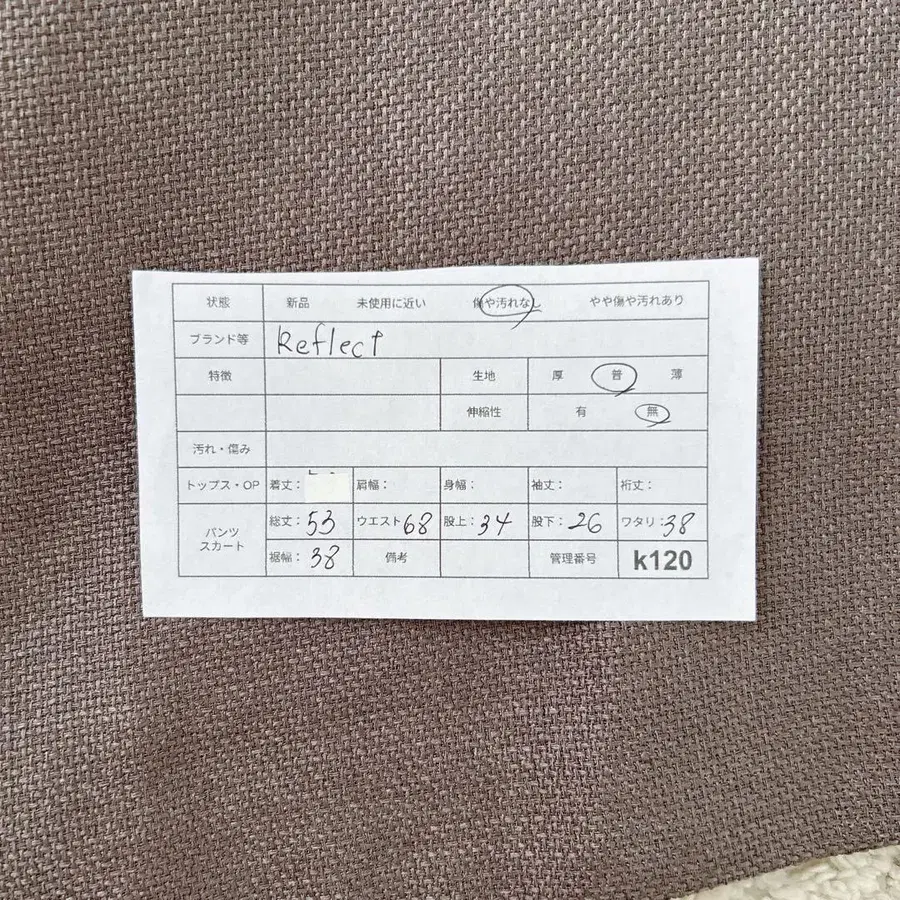 状態 新品 未使用に近い 傷や汚れなし やや傷や汚れあり
ブランド等 Reflect
特徴 生地 厚 普 薄
伸縮性 有 無
汚れ・傷み
トップス・OP 着丈: 肩幅: 身幅: 袖丈: 裄丈:
パンツ スカート 総丈:53 ウエスト68 股上:34 股下:26 ワタリ:38
裾幅:38 備考 管理番号 k120